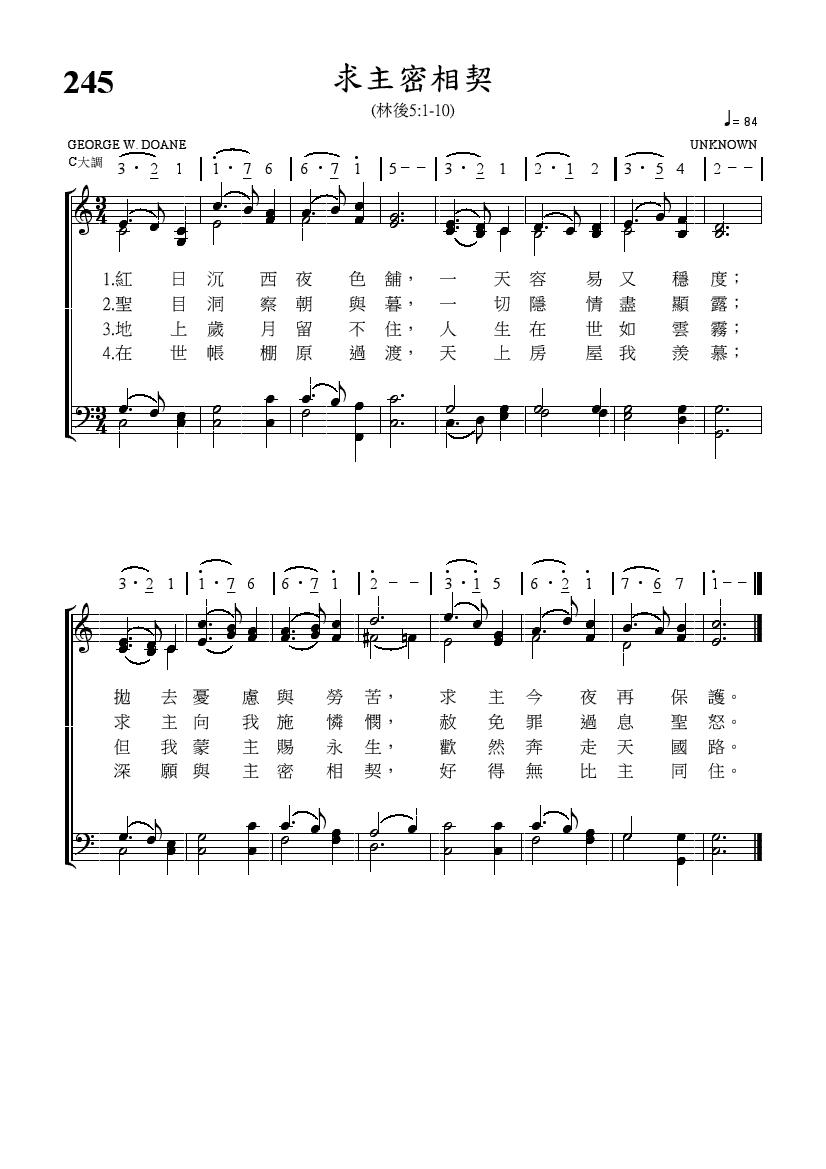 245
求主密相契
(林後5:1-10)
♩= 84
GEORGE W. DOANE
UNKNOWN
C大調
3 · 2 1 | 1 · 7 6 | 6 · 7 1 | 5 – – | 3 · 2 1 | 2 · 1 2 | 3 · 5 4 | 2 – – |
3
4
1.紅日沉西夜色舖，一天容易又穩度；
2.聖目洞察朝與暮，一切隱情盡顯露；
3.地上歲月留不住，人生在世如雲霧；
4.在世帳棚原過渡，天上房屋我羨慕；
3
4
3 · 2 1 | 1 · 7 6 | 6 · 7 1 | 2 – – | 3 · 1 5 | 6 · 2 1 | 7 · 6 7 | 1 – –
拋去憂慮與勞苦，求主今夜再保護。
求主向我施憐憫，赦免罪過息聖怒。
但我蒙主賜永生，歡然奔走天國路。
深願與主密相契，好得無比主同住。